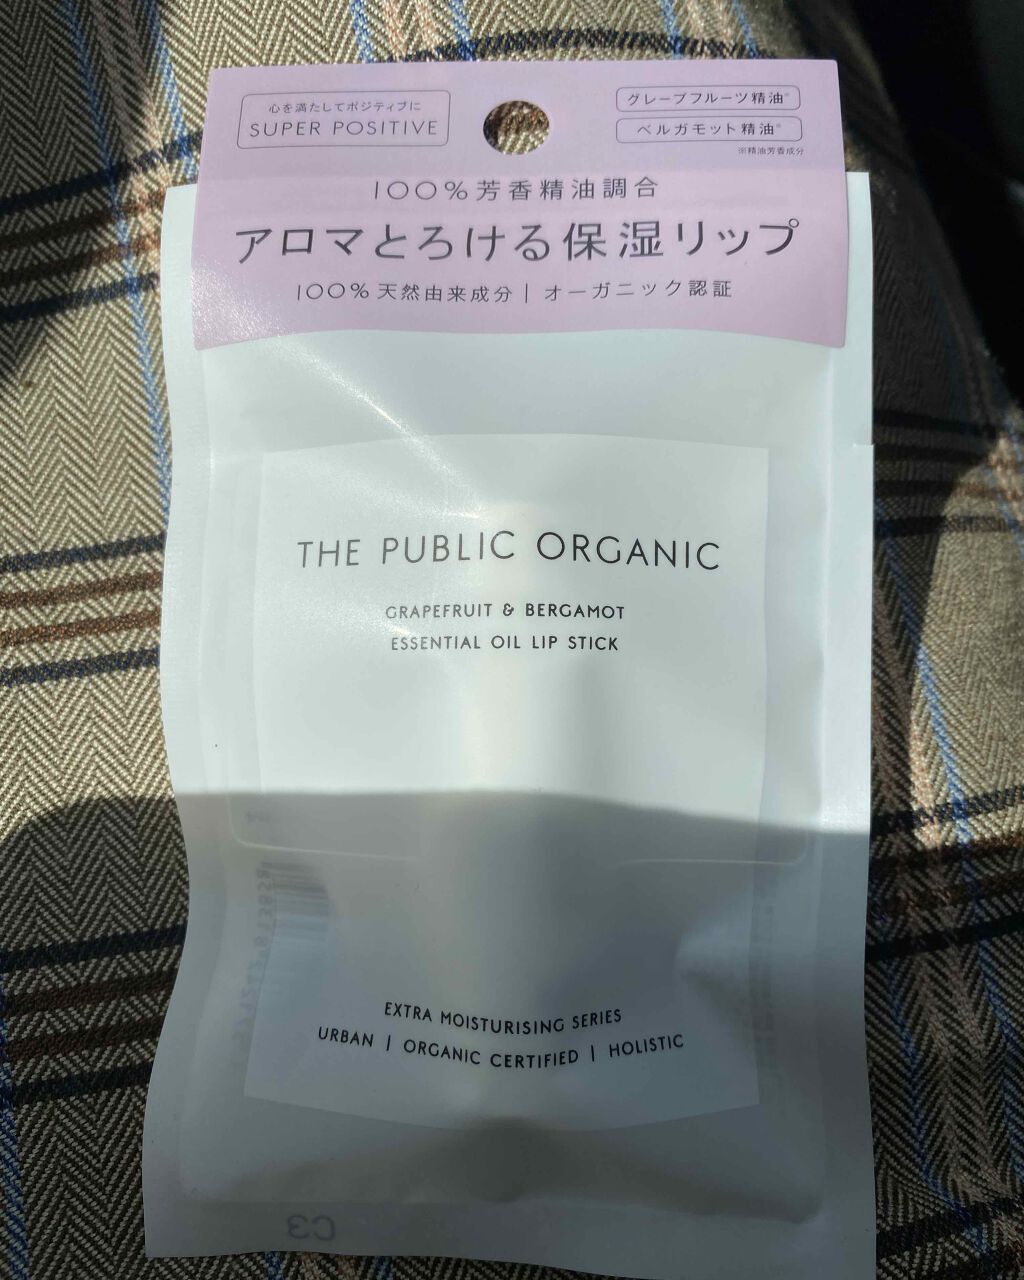 心を満たしてポジティブに
SUPER POSITIVE
グレープフルーツ精油※
ベルガモット精油※
※精油芳香成分
100%芳香精油調合
アロマとろける保湿リップ
100%天然由来成分 | オーガニック認証
THE PUBLIC ORGANIC
GRAPEFRUIT & BERGAMOT
ESSENTIAL OIL LIP STICK
EXTRA MOISTURISING SERIES
URBAN | ORGANIC CERTIFIED | HOLISTIC
C3